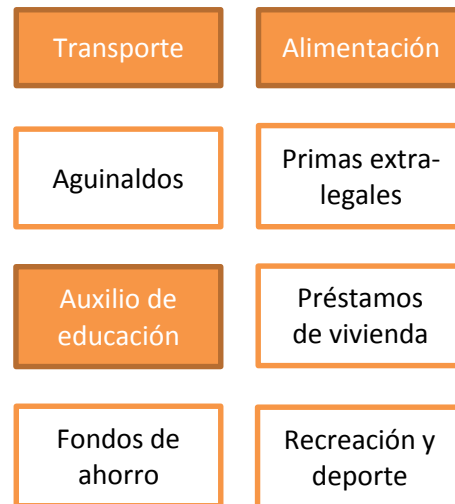 Transporte
Alimentación
Aguinaldos
Primas extra-
legales
Auxilio de
educación
Préstamos
de vivienda
Fondos de
ahorro
Recreación y
deporte